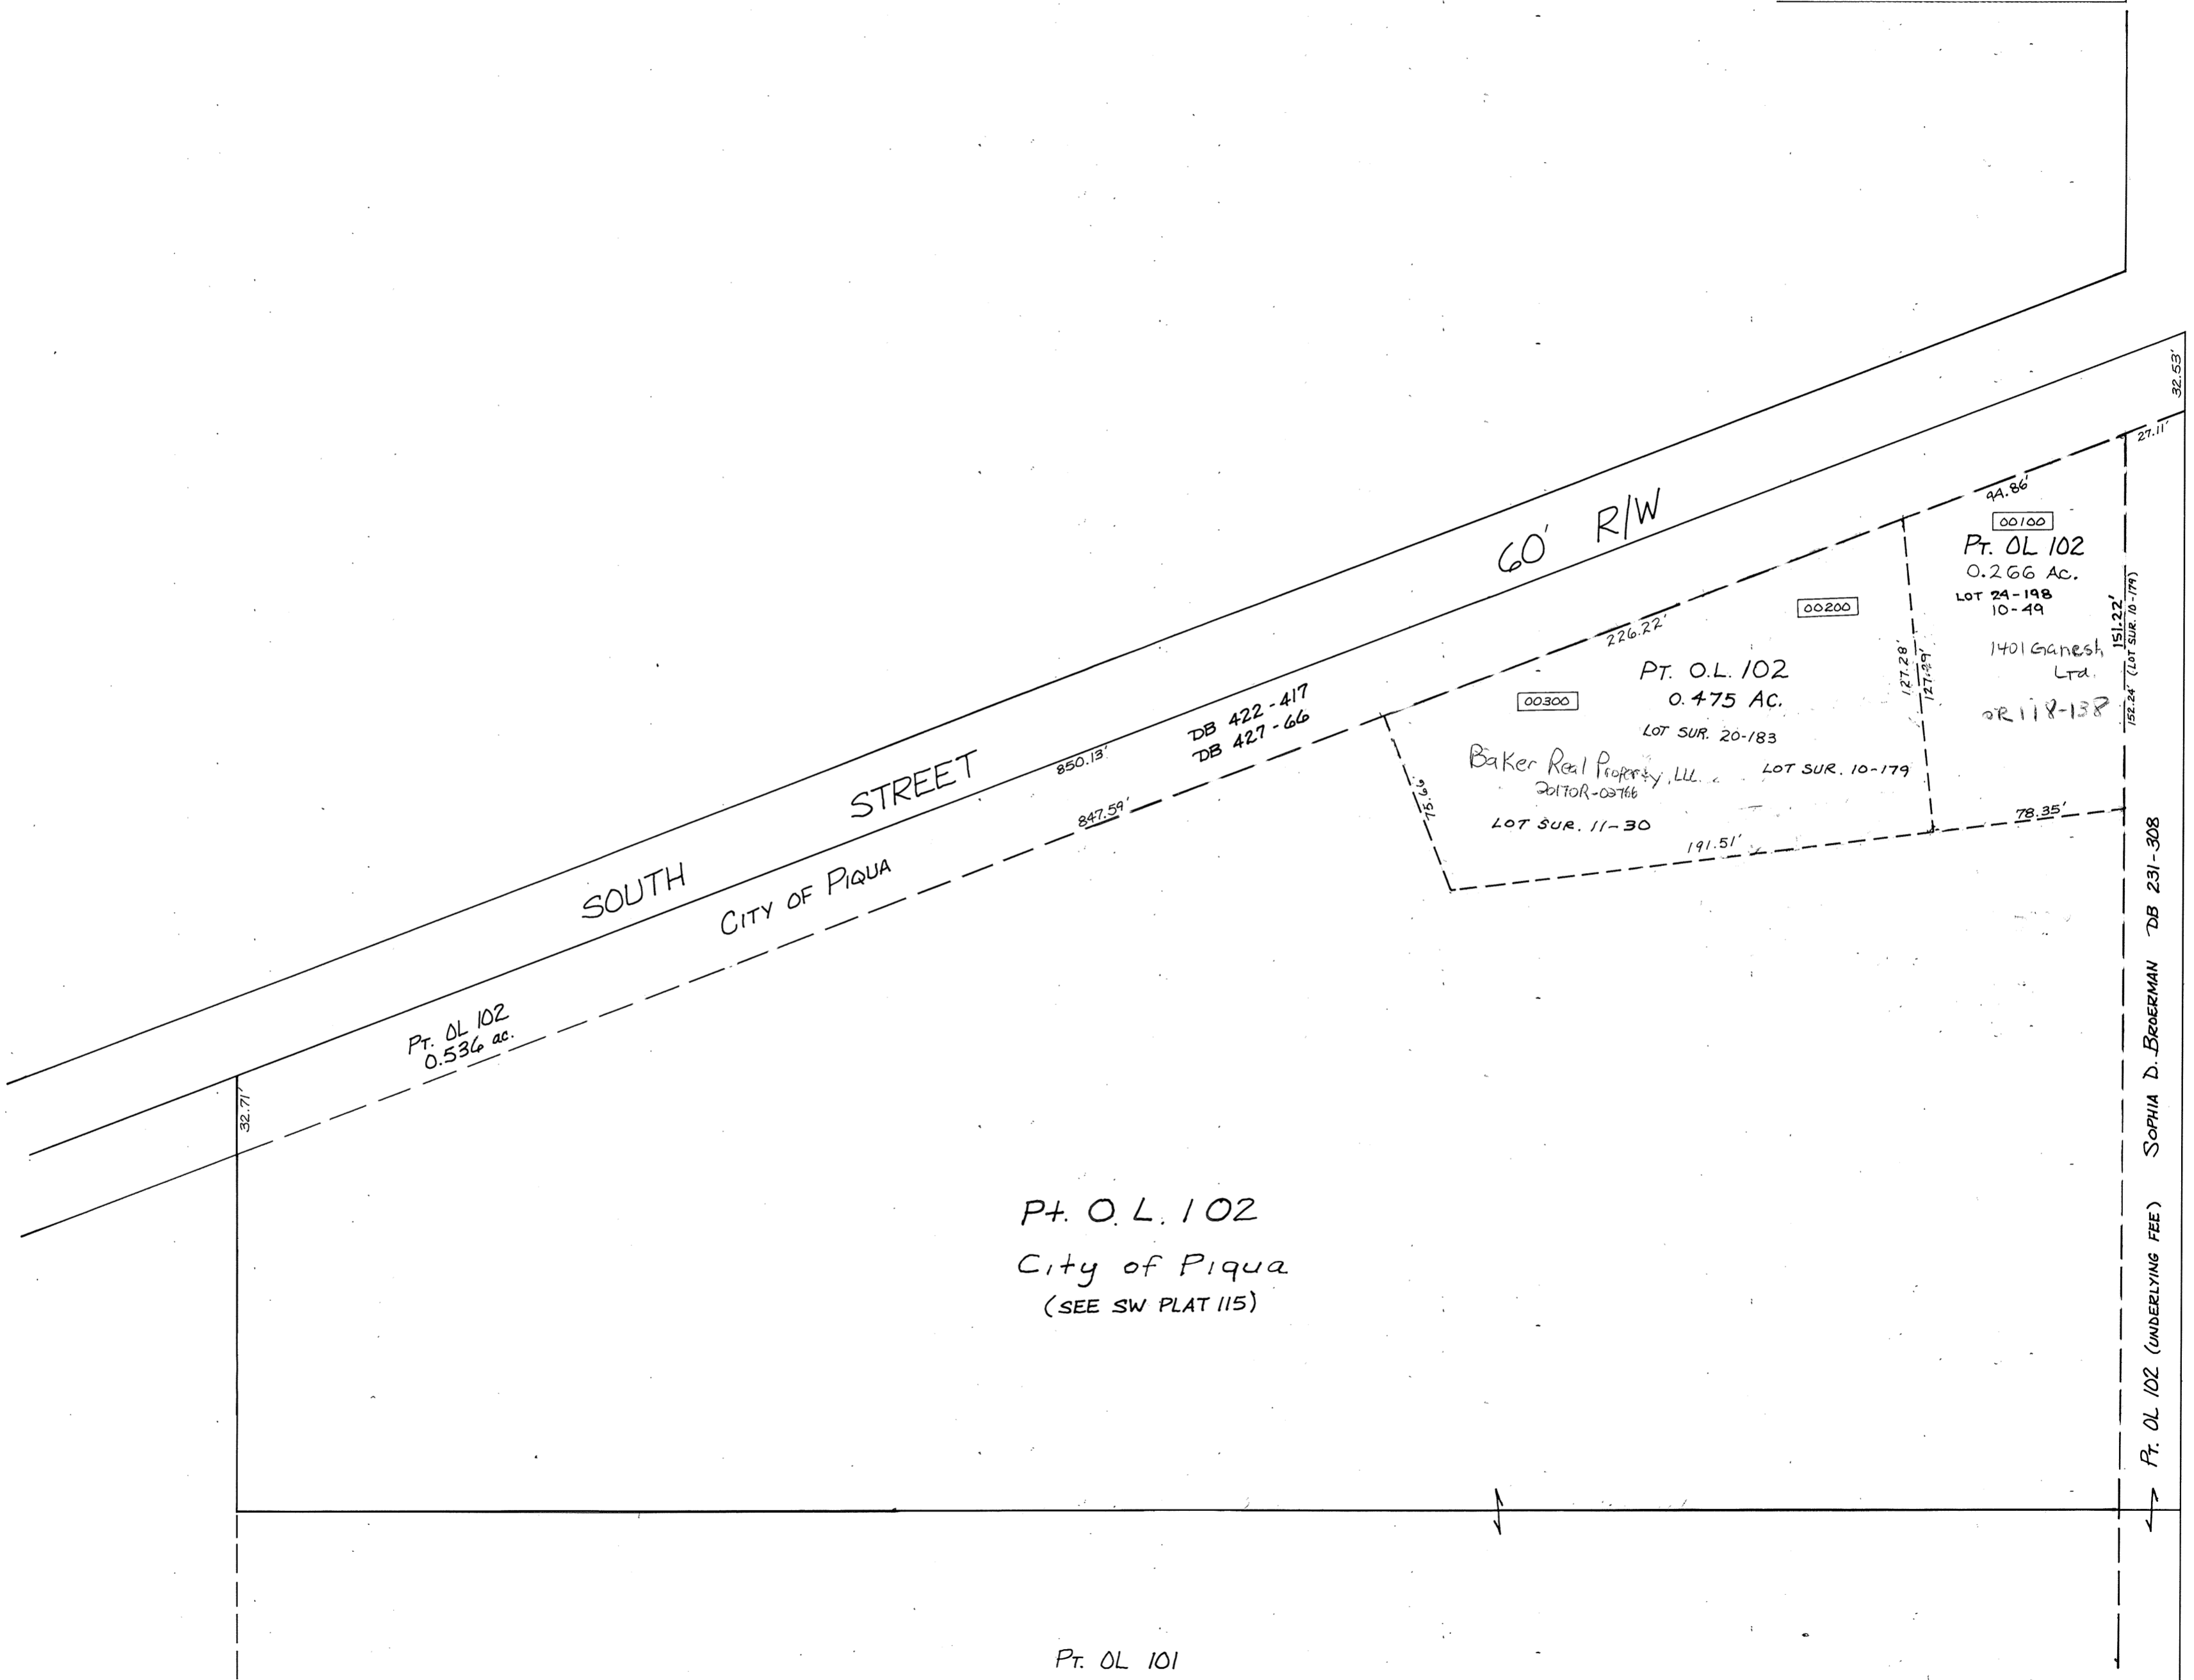 32.53'
27.11'
94.86'
00100
PT. OL 102
0.266 AC.
LOT 24-198
10-49
1401 Ganesh
LTd.
OR 118-138
151.22'
152.24' (LOT SUR. 10-179)
60' R/W
226.22'
00200
127.28'
127.29'
PT. O.L. 102
0.475 AC.
00300
LOT SUR. 20-183
Baker Real Property, LLC
2017OR-02766
LOT SUR. 10-179
LOT SUR. 11-30
75.66'
191.51'
78.35'
DB 422-417
DB 427-66
850.13'
847.59'
SOUTH STREET
CITY OF PIQUA
PT. OL 102
0.536 ac.
32.71'
Pt. O.L. 102
City of Piqua
(SEE SW PLAT 115)
PT. OL 102 (UNDERLYING FEE) SOPHIA D. BROERMAN DB 231-308
PT. OL 101